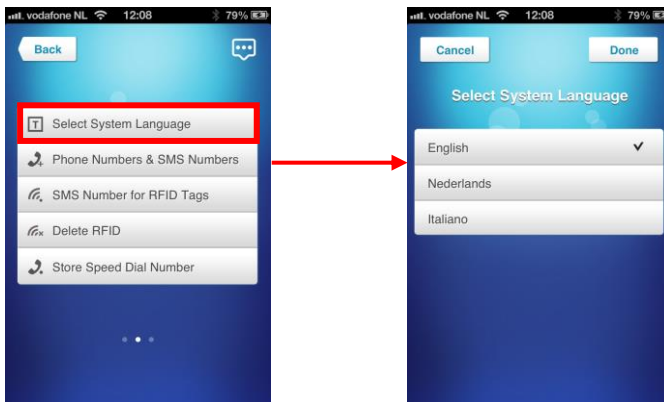 vodafone NL 12:08 79%
Back
T Select System Language
Phone Numbers & SMS Numbers
SMS Number for RFID Tags
Delete RFID
Store Speed Dial Number
vodafone NL 12:08 79%
Cancel Done
Select System Language
English
Nederlands
Italiano